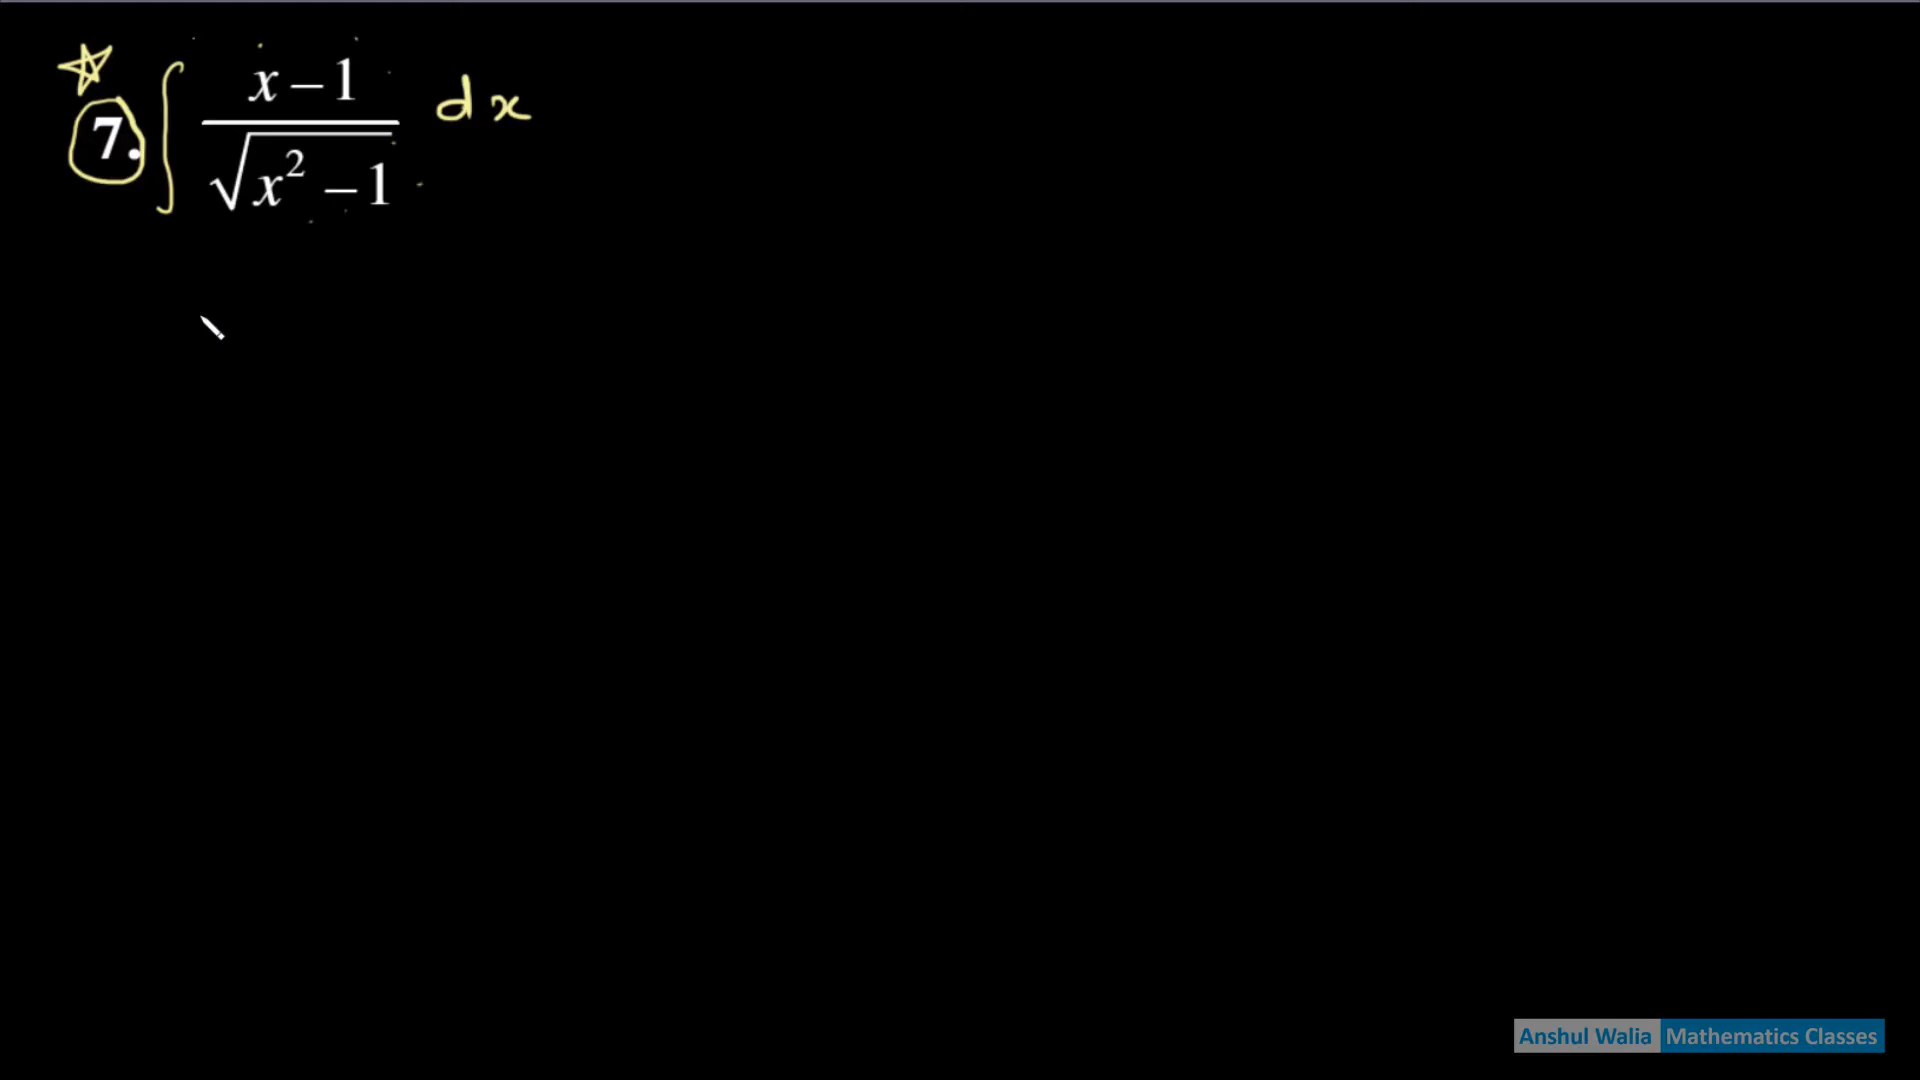 7. ∫ (x − 1) / √(x² − 1) dx
Anshul Walia Mathematics Classes